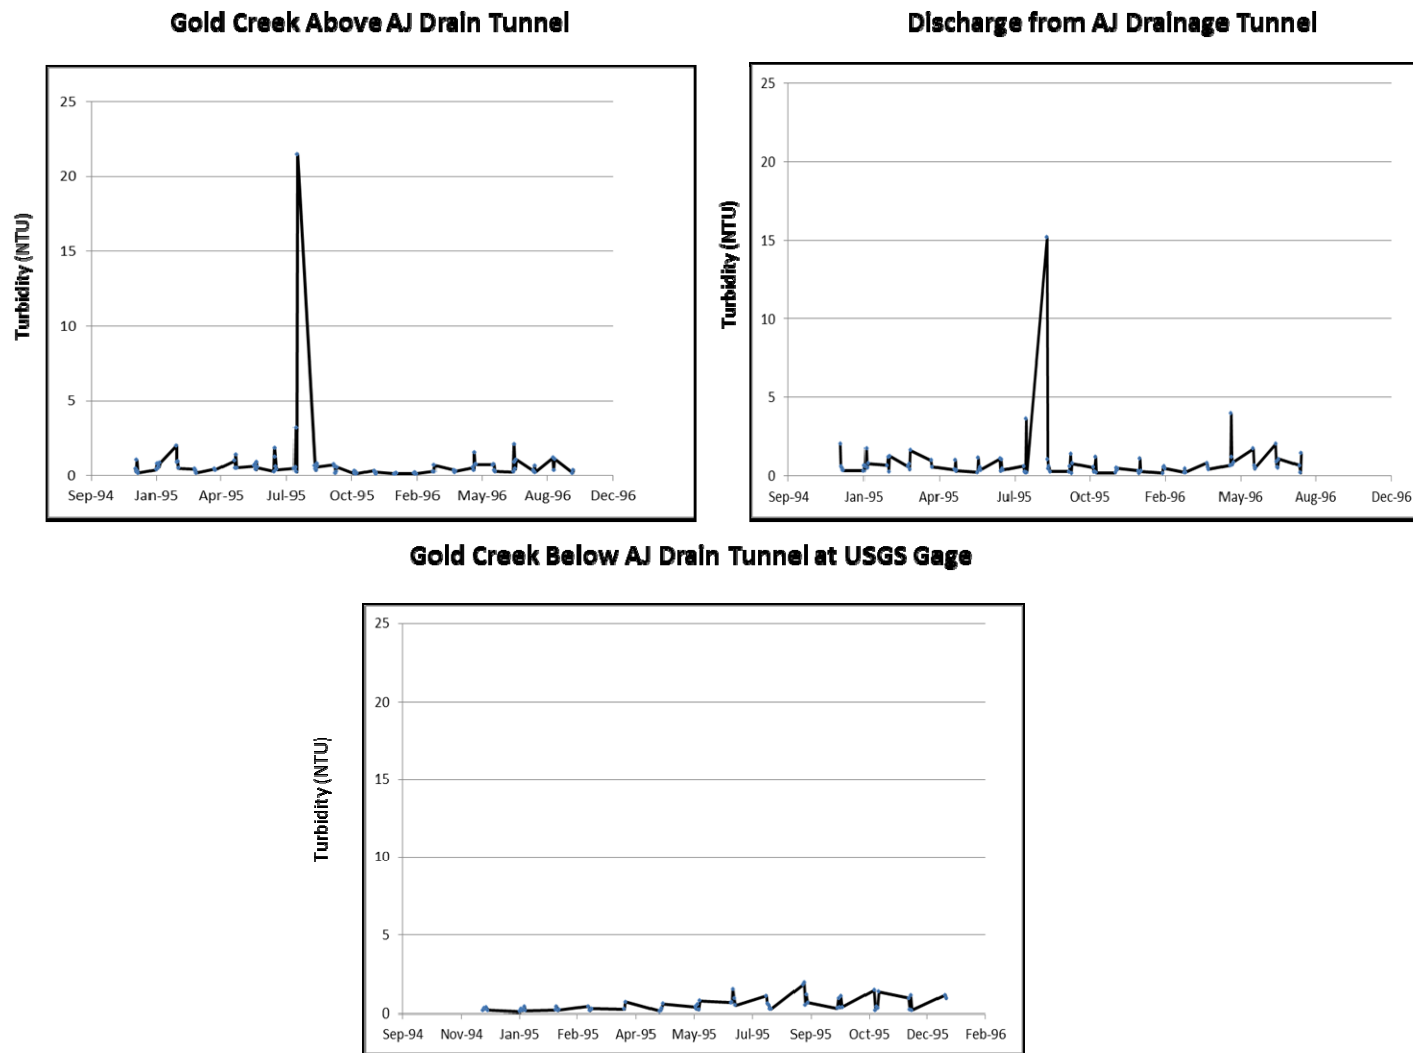 Gold Creek Above AJ Drain Tunnel
25
20
15
10
5
0
Turbidity (NTU)
Sep-94 Jan-95 Apr-95 Jul-95 Oct-95 Feb-96 May-96 Aug-96 Dec-96
Discharge from AJ Drainage Tunnel
25
20
15
10
5
0
Turbidity (NTU)
Sep-94 Jan-95 Apr-95 Jul-95 Oct-95 Feb-96 May-96 Aug-96 Dec-96
Gold Creek Below AJ Drain Tunnel at USGS Gage
25
20
15
10
5
0
Turbidity (NTU)
Sep-94 Nov-94 Jan-95 Feb-95 Apr-95 May-95 Jul-95 Sep-95 Oct-95 Dec-95 Feb-96